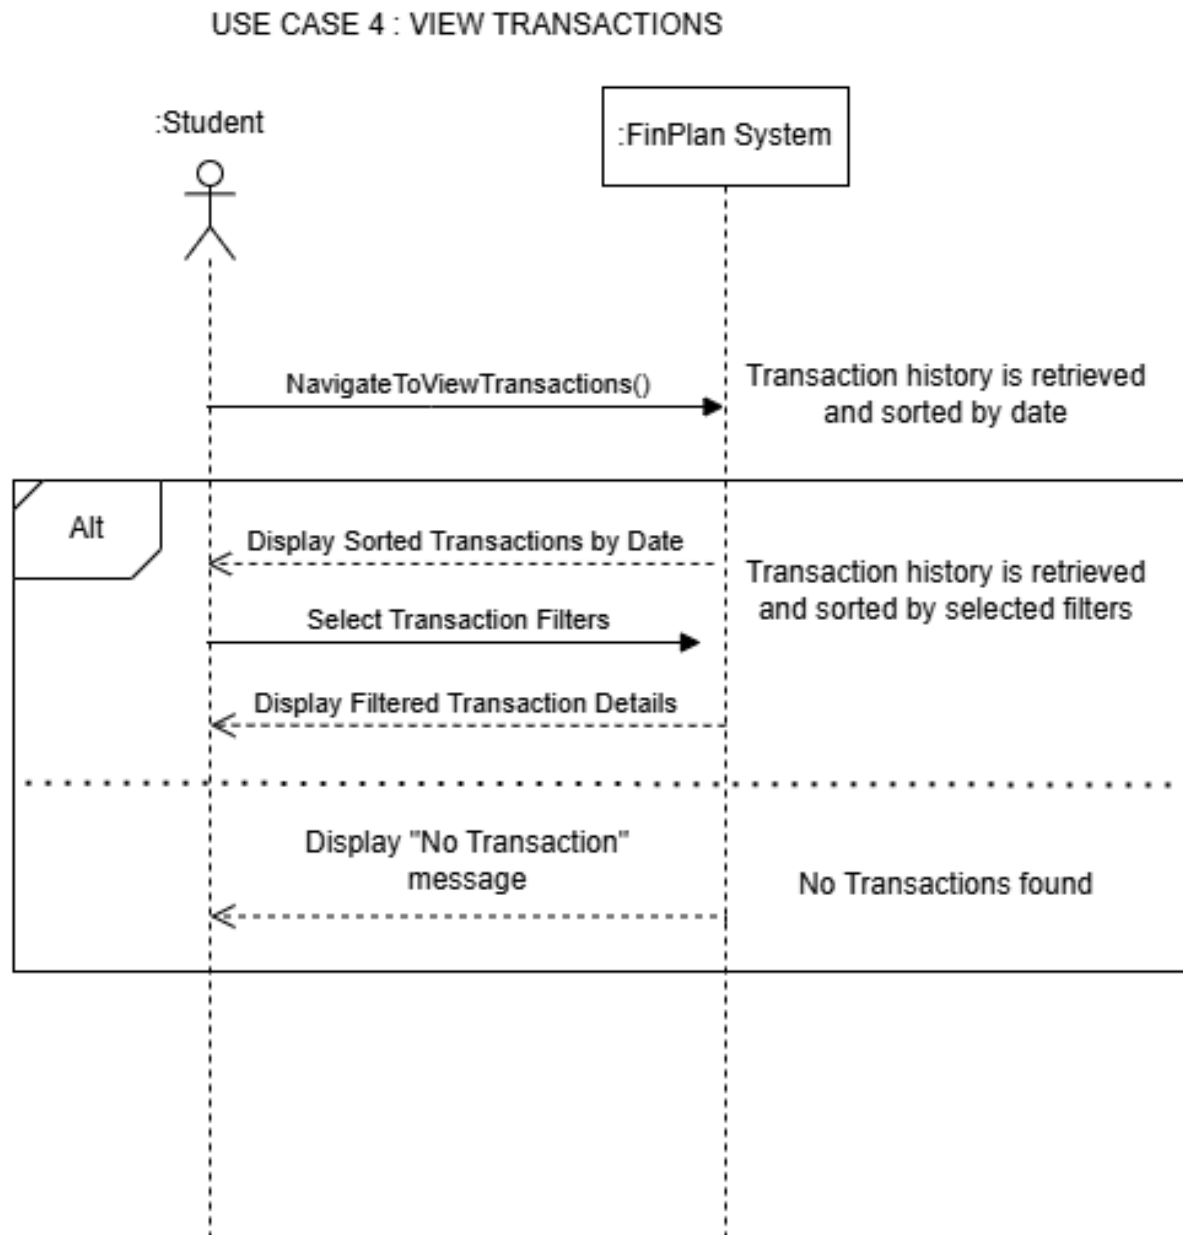 USE CASE 4 : VIEW TRANSACTIONS
:Student
:FinPlan System
NavigateToViewTransactions()
Transaction history is retrieved
and sorted by date
Alt
Display Sorted Transactions by Date
Transaction history is retrieved
and sorted by selected filters
Select Transaction Filters
Display Filtered Transaction Details
Display "No Transaction"
message
No Transactions found